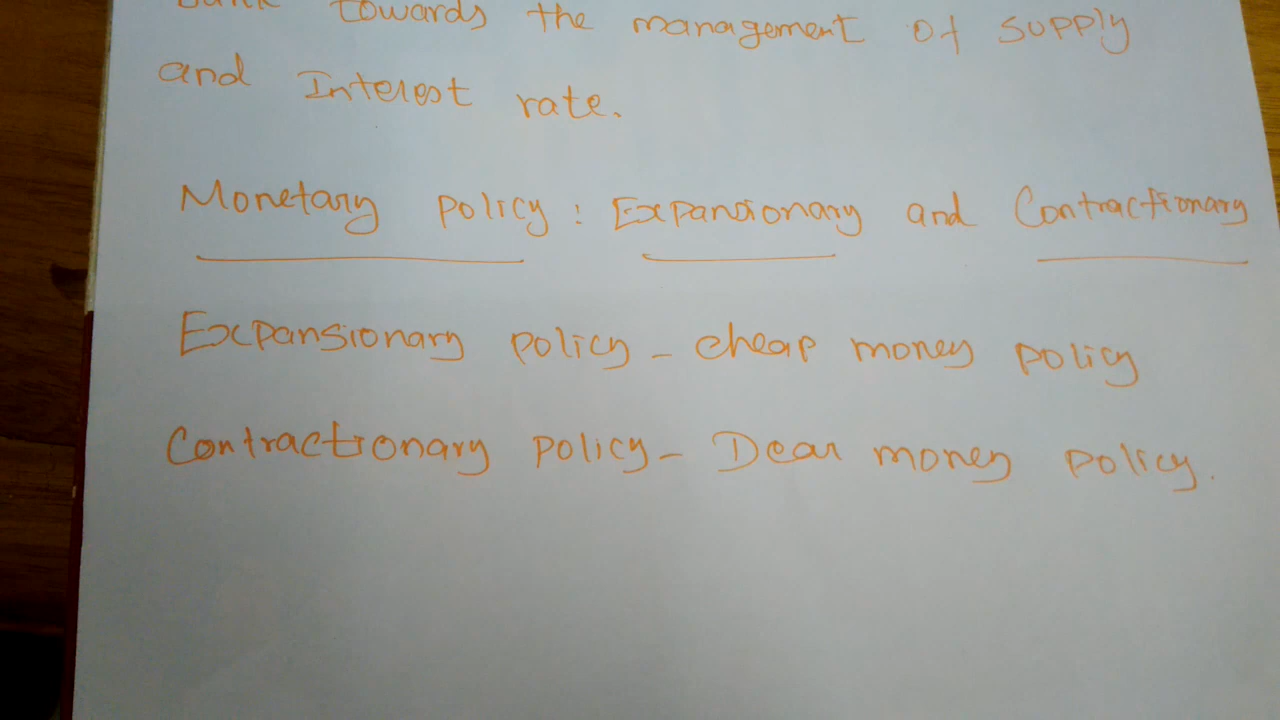 Bank towards the management of supply
and Interest rate.
Monetary policy : Expansionary and Contractionary
Expansionary policy - cheap money policy
Contractionary policy - Dear money policy.